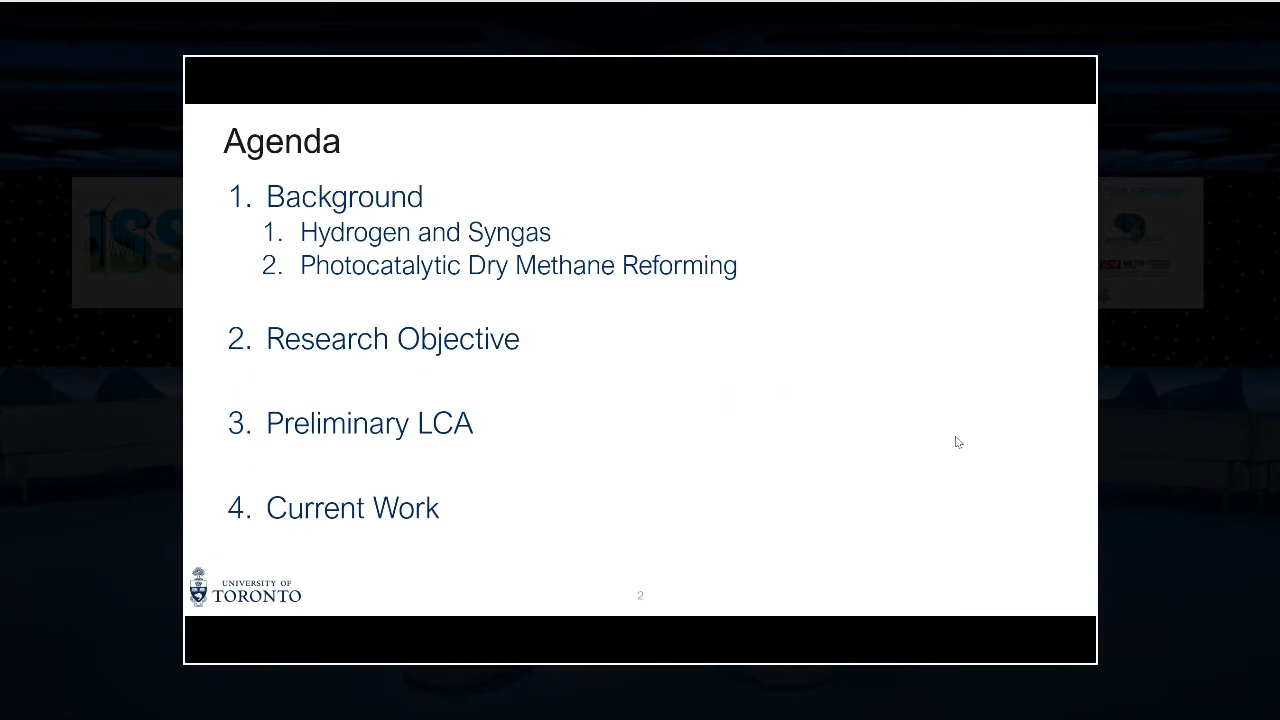 Agenda
1. Background
1. Hydrogen and Syngas
2. Photocatalytic Dry Methane Reforming
2. Research Objective
3. Preliminary LCA
4. Current Work
UNIVERSITY OF
TORONTO
2